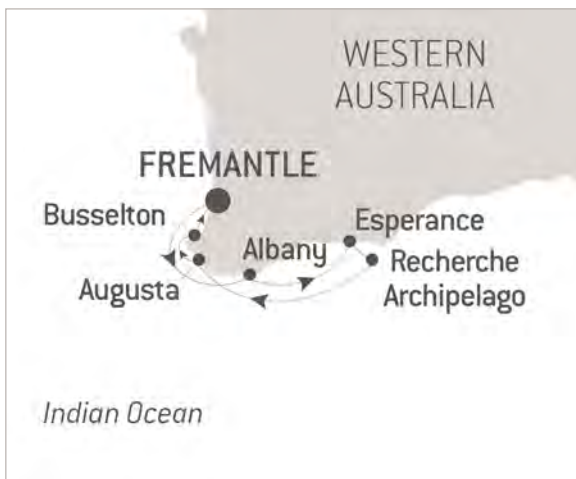 WESTERN
AUSTRALIA
FREMANTLE
Busselton
Esperance
Albany
Augusta
Recherche
Archipelago
Indian Ocean